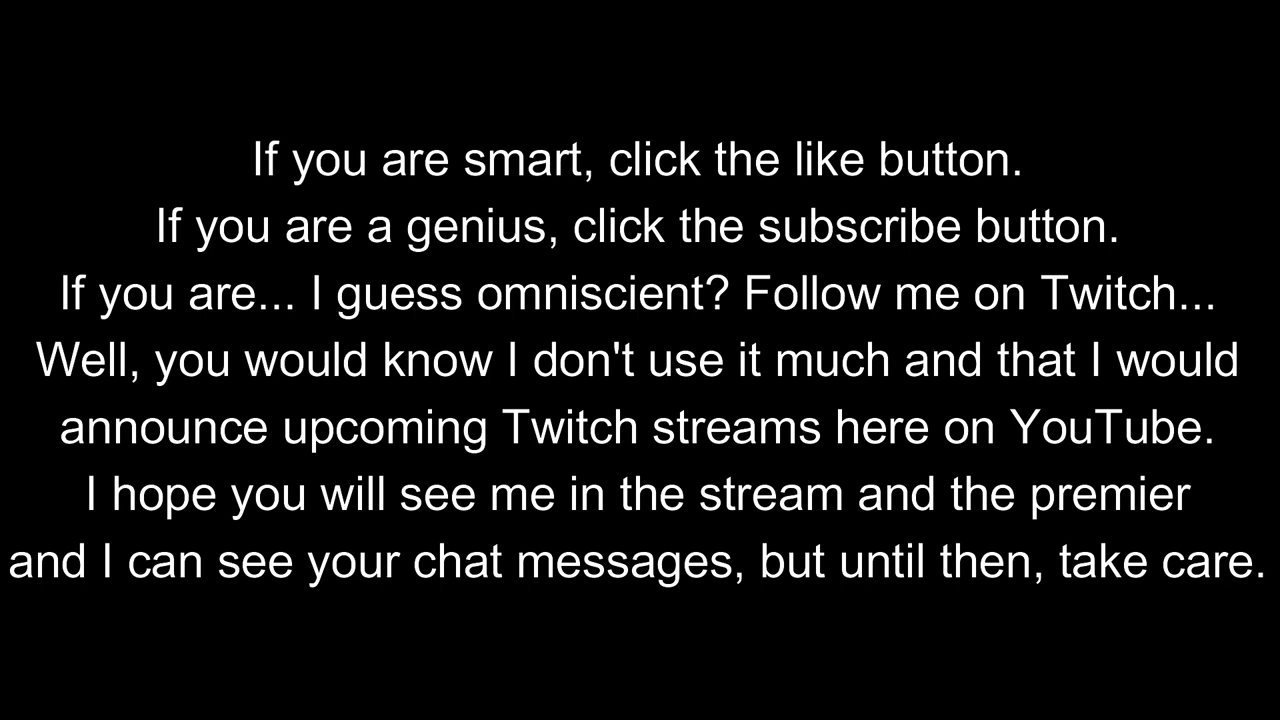 If you are smart, click the like button.
If you are a genius, click the subscribe button.
If you are... I guess omniscient? Follow me on Twitch...
Well, you would know I don't use it much and that I would
announce upcoming Twitch streams here on YouTube.
I hope you will see me in the stream and the premier
and I can see your chat messages, but until then, take care.